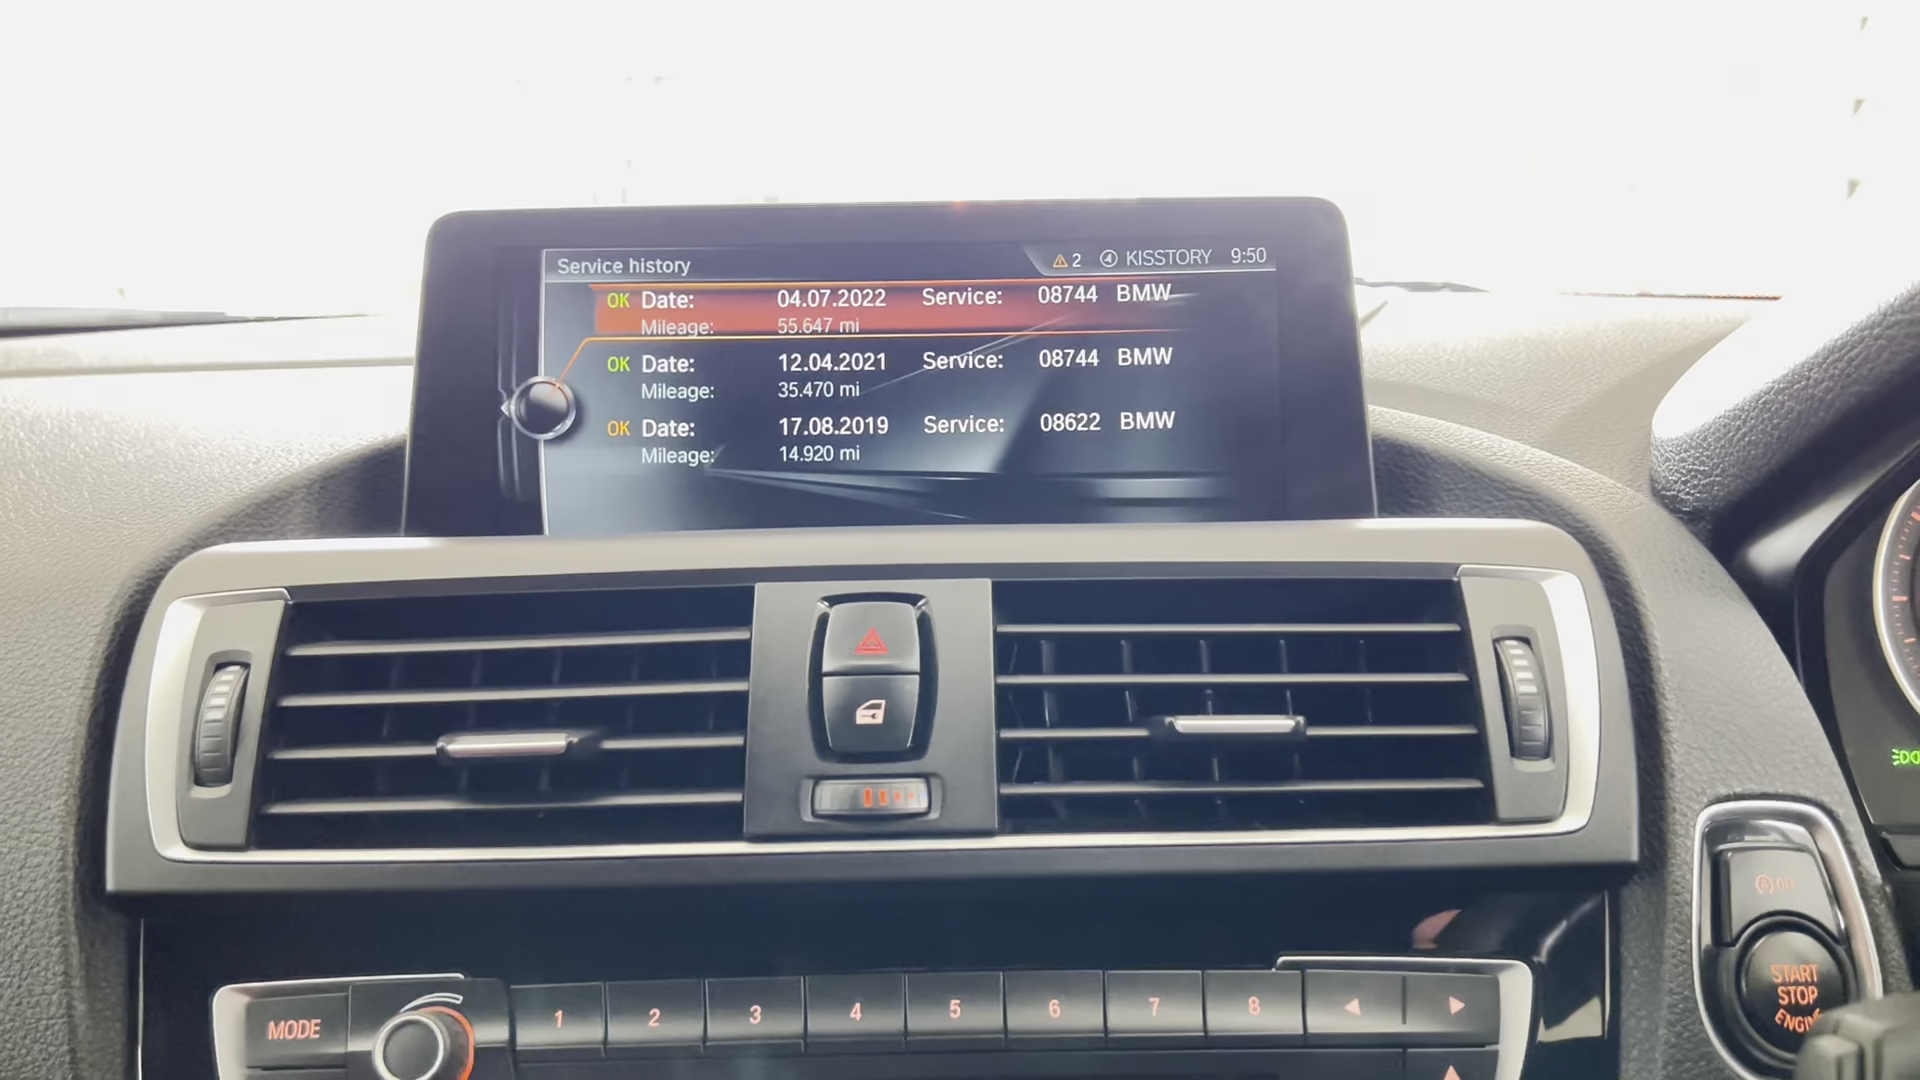 Service history 2 KISSTORY 9:50
OK Date: 04.07.2022 Service: 08744 BMW
Mileage: 55.647 mi
OK Date: 12.04.2021 Service: 08744 BMW
Mileage: 35.470 mi
OK Date: 17.08.2019 Service: 08622 BMW
Mileage: 14.920 mi
OFF
START
STOP
MODE 1 2 3 4 5 6 7 8